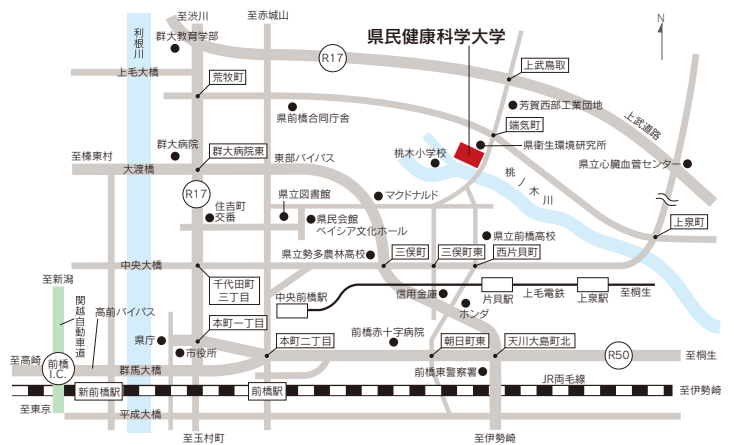 至渋川
至赤城山
N
利根川
群大教育学部
県民健康科学大学
R17
上毛大橋
荒牧町
上武鳥取
県前橋合同庁舎
芳賀西部工業団地
上武道路
端気町
群大病院
群大病院東
東部バイパス
桃木小学校
県衛生環境研究所
至榛東村
大渡橋
県立心臓血管センター
R17
桃ノ木川
住吉町
交番
県立図書館
マクドナルド
県民会館
ベイシア文化ホール
上泉町
県立前橋高校
県立勢多農林高校
三俣町
三俣町東
西片貝町
中央大橋
至新潟
千代田町
三丁目
中央前橋駅
信用金庫
片貝駅
上毛電鉄
上泉駅
至桐生
関越自動車道
高前バイパス
ホンダ
本町一丁目
県庁
市役所
本町二丁目
前橋赤十字病院
朝日町東
天川大島町北
R50
至桐生
至高崎
前橋
I.C.
群馬大橋
前橋東警察署
JR両毛線
新前橋駅
前橋駅
至伊勢崎
至東京
平成大橋
至玉村町
至伊勢崎